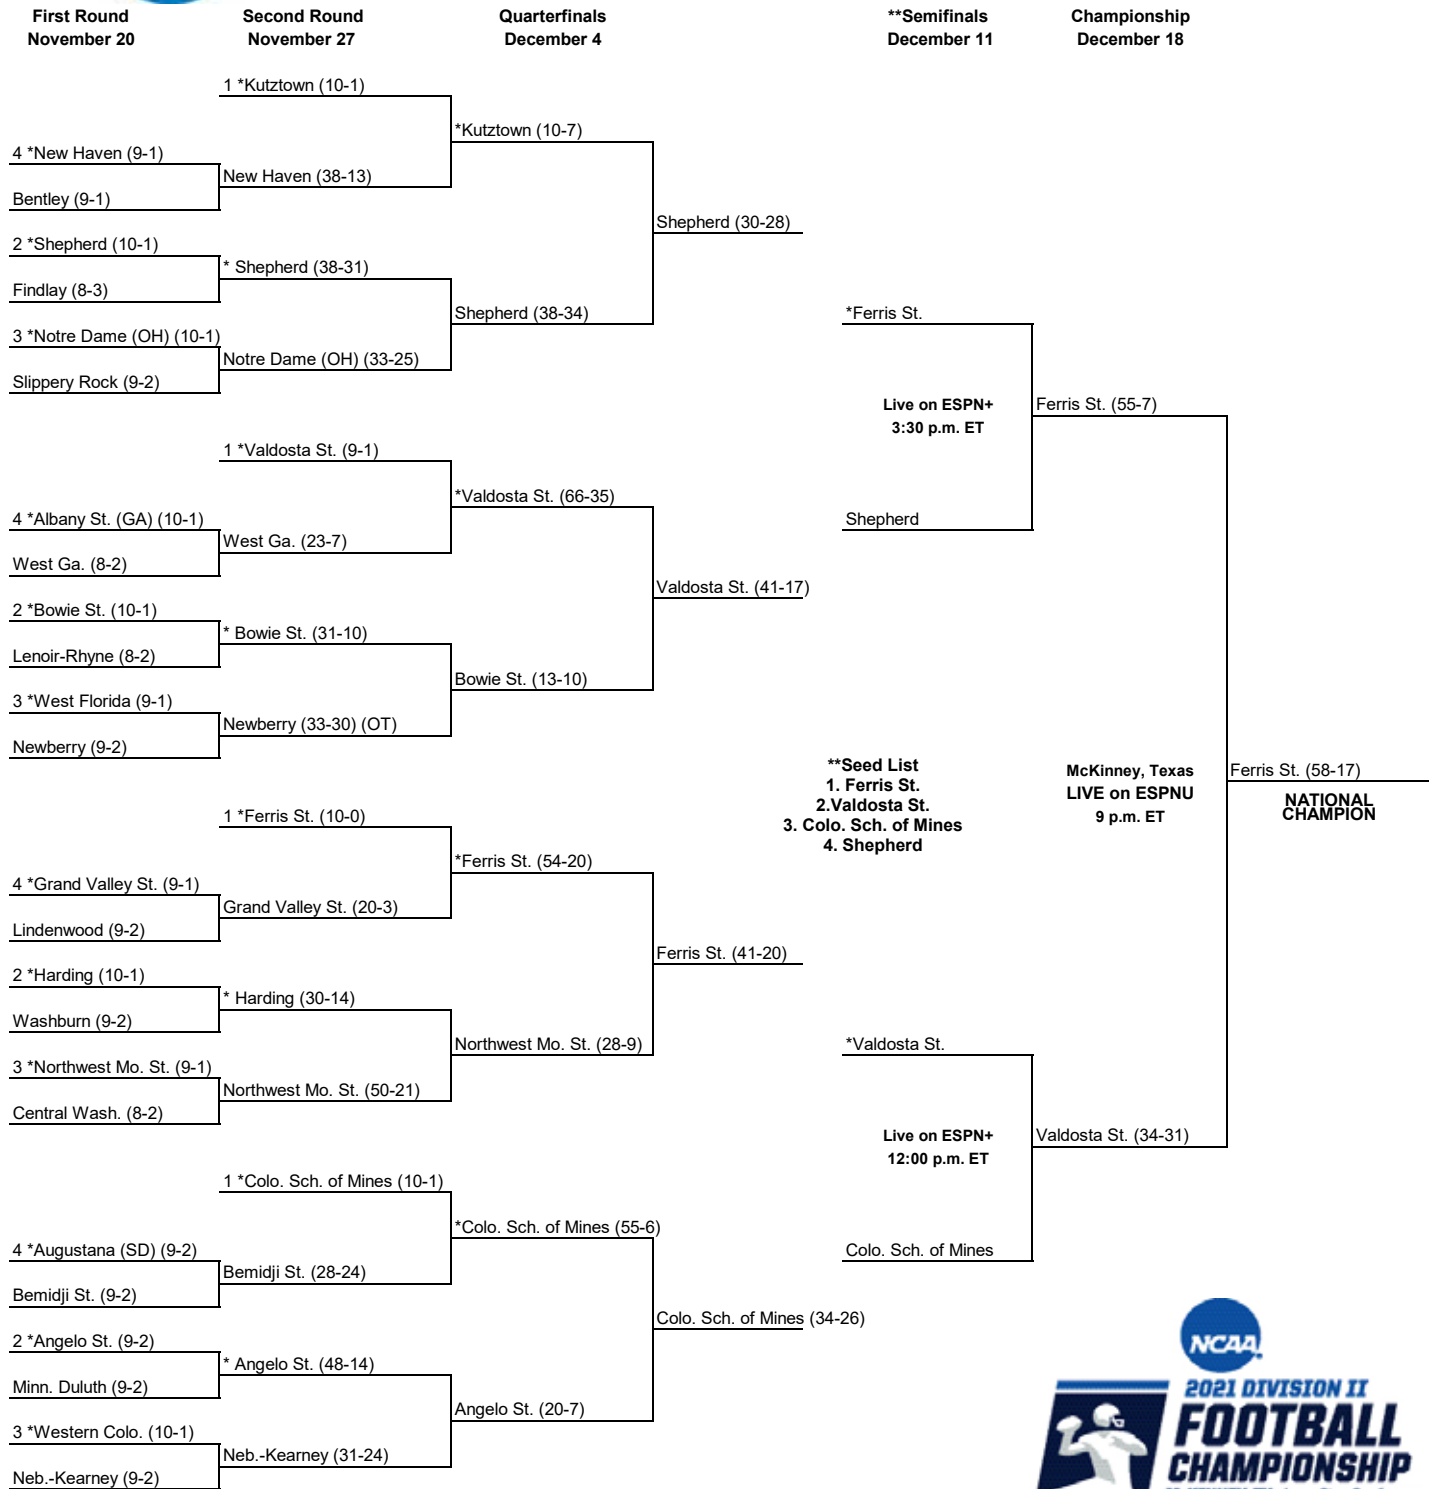 First Round
November 20
Second Round
November 27
Quarterfinals
December 4
**Semifinals
December 11
Championship
December 18
1 *Kutztown (10-1)
*Kutztown (10-7)
4 *New Haven (9-1)
New Haven (38-13)
Bentley (9-1)
Shepherd (30-28)
2 *Shepherd (10-1)
* Shepherd (38-31)
Findlay (8-3)
Shepherd (38-34)
*Ferris St.
3 *Notre Dame (OH) (10-1)
Notre Dame (OH) (33-25)
Slippery Rock (9-2)
Live on ESPN+
3:30 p.m. ET
Ferris St. (55-7)
1 *Valdosta St. (9-1)
*Valdosta St. (66-35)
4 *Albany St. (GA) (10-1)
Shepherd
West Ga. (23-7)
West Ga. (8-2)
Valdosta St. (41-17)
2 *Bowie St. (10-1)
* Bowie St. (31-10)
Lenoir-Rhyne (8-2)
Bowie St. (13-10)
3 *West Florida (9-1)
Newberry (33-30) (OT)
Newberry (9-2)
**Seed List
1. Ferris St.
2.Valdosta St.
3. Colo. Sch. of Mines
4. Shepherd
McKinney, Texas
LIVE on ESPNU
9 p.m. ET
Ferris St. (58-17)
NATIONAL
CHAMPION
1 *Ferris St. (10-0)
*Ferris St. (54-20)
4 *Grand Valley St. (9-1)
Grand Valley St. (20-3)
Lindenwood (9-2)
Ferris St. (41-20)
2 *Harding (10-1)
* Harding (30-14)
Washburn (9-2)
Northwest Mo. St. (28-9)
*Valdosta St.
3 *Northwest Mo. St. (9-1)
Northwest Mo. St. (50-21)
Central Wash. (8-2)
Live on ESPN+
12:00 p.m. ET
Valdosta St. (34-31)
1 *Colo. Sch. of Mines (10-1)
*Colo. Sch. of Mines (55-6)
4 *Augustana (SD) (9-2)
Colo. Sch. of Mines
Bemidji St. (28-24)
Bemidji St. (9-2)
Colo. Sch. of Mines (34-26)
2 *Angelo St. (9-2)
* Angelo St. (48-14)
Minn. Duluth (9-2)
Angelo St. (20-7)
3 *Western Colo. (10-1)
Neb.-Kearney (31-24)
Neb.-Kearney (9-2)
NCAA
2021 DIVISION II
FOOTBALL
CHAMPIONSHIP